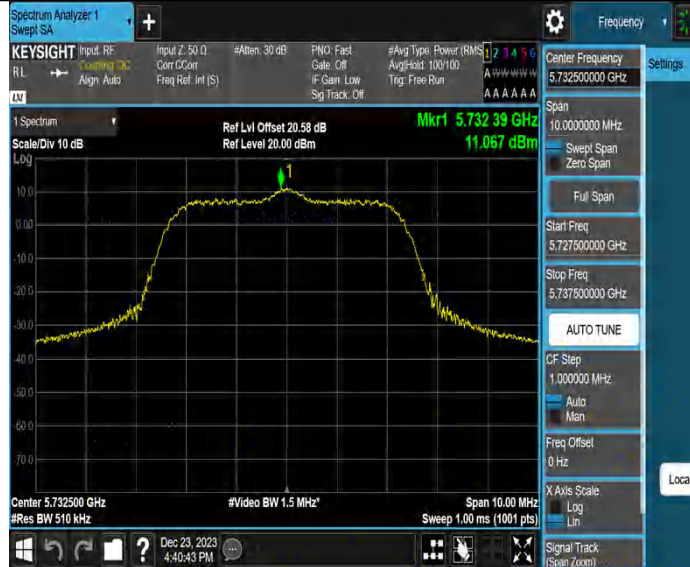 Spectrum Analyzer 1
Swept SA
Frequency
KEYSIGHT
RL
Input: RF
Coupling: DC
Align: Auto
Input Z: 50 Ω
Corr CCorr
Freq Ref: Int (S)
#Atten: 30 dB
PNO: Fast
Gate: Off
IF Gain: Low
Sig Track: Off
#Avg Type: Power (RMS
Avg|Hold: 100/100
Trig: Free Run
1 2 3 4 5 6
A W W W W W
A A A A A A
LXI
1 Spectrum
Scale/Div 10 dB
Log
Ref Lvl Offset 20.58 dB
Ref Level 20.00 dBm
Mkr1 5.732 39 GHz
11.067 dBm
1
10.0
0.00
-10.0
-20.0
-30.0
-40.0
-50.0
-60.0
-70.0
Center 5.732500 GHz
#Res BW 510 kHz
#Video BW 1.5 MHz*
Span 10.00 MHz
Sweep 1.00 ms (1001 pts)
Dec 23, 2023
4:40:43 PM
Center Frequency
5.732500000 GHz
Settings
Span
10.0000000 MHz
Swept Span
Zero Span
Full Span
Start Freq
5.727500000 GHz
Stop Freq
5.737500000 GHz
AUTO TUNE
CF Step
1.000000 MHz
Auto
Man
Freq Offset
0 Hz
X Axis Scale
Log
Lin
Loca
Signal Track
(Span Zoom)